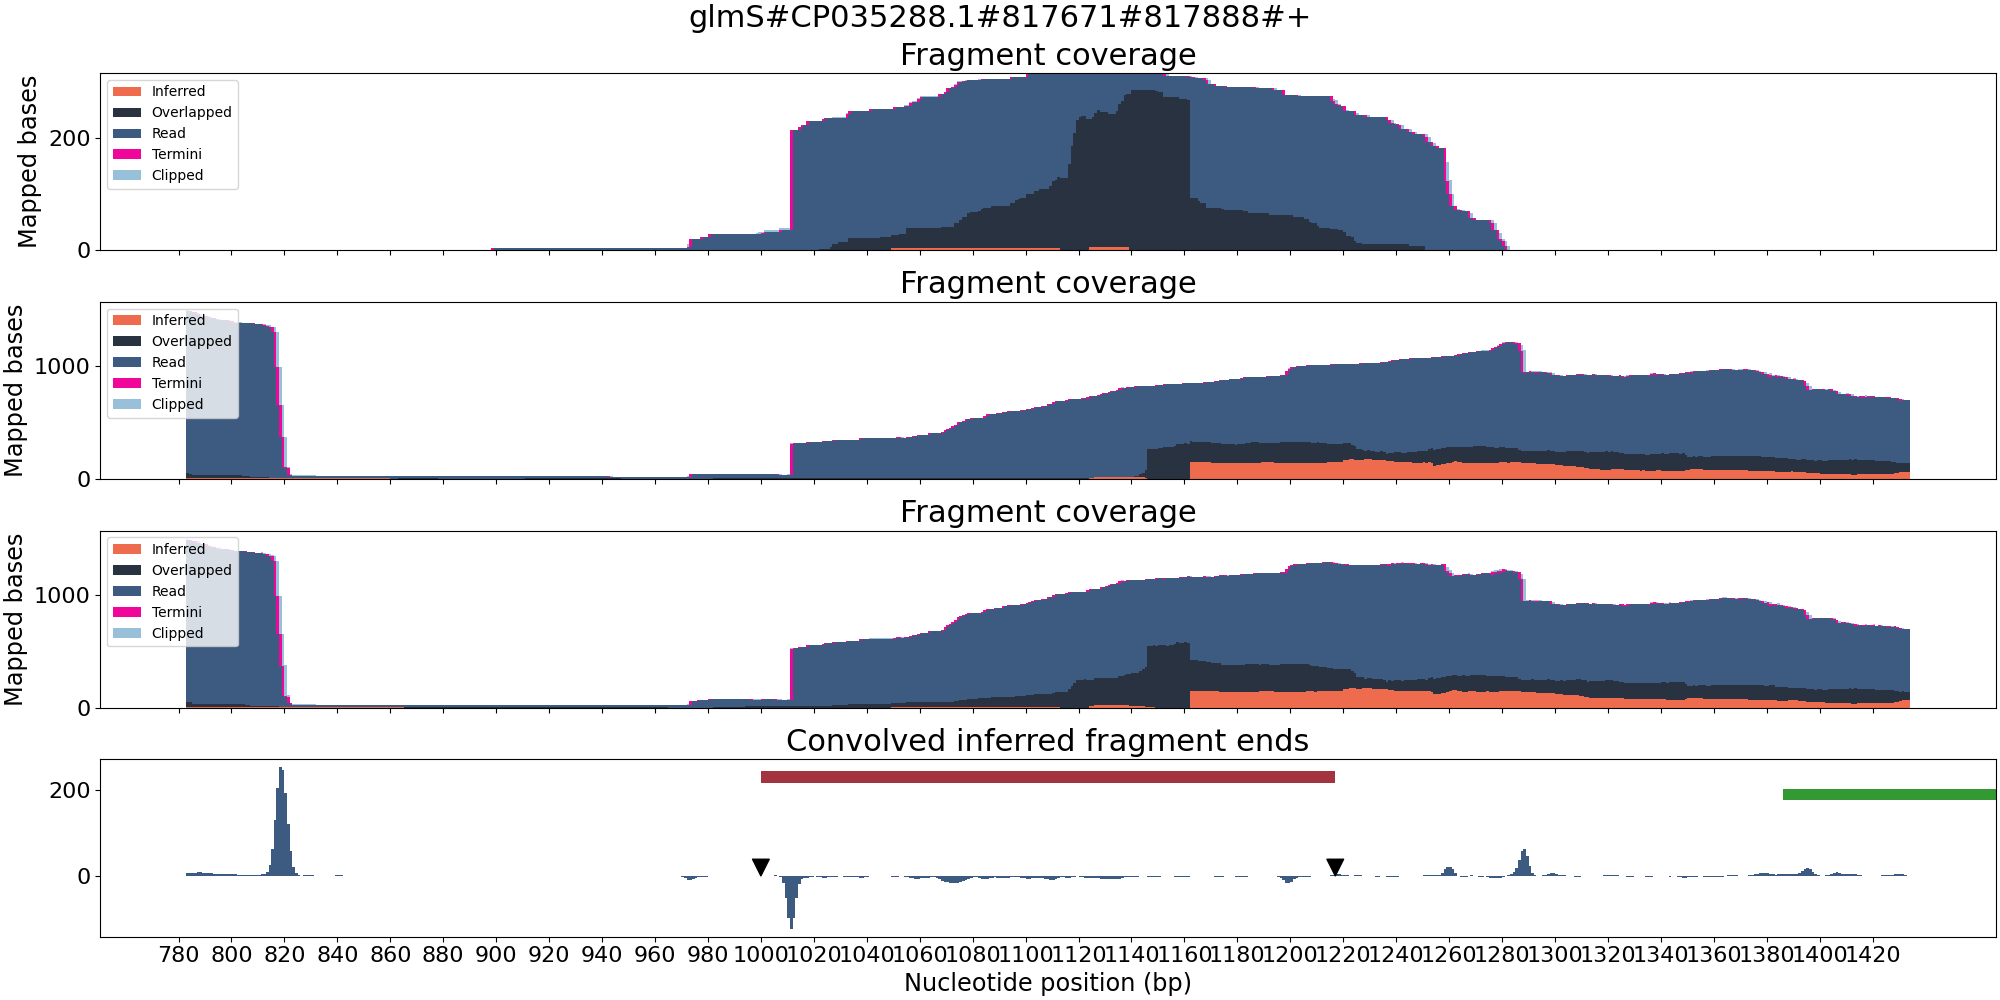 glmS#CP035288.1#817671#817888#+
Fragment coverage
Mapped bases
200
0
Inferred
Overlapped
Read
Termini
Clipped
Fragment coverage
Mapped bases
1000
0
Inferred
Overlapped
Read
Termini
Clipped
Fragment coverage
Mapped bases
1000
0
Inferred
Overlapped
Read
Termini
Clipped
Convolved inferred fragment ends
200
0
780 800 820 840 860 880 900 920 940 960 980 1000 1020 1040 1060 1080 1100 1120 1140 1160 1180 1200 1220 1240 1260 1280 1300 1320 1340 1360 1380 1400 1420
Nucleotide position (bp)